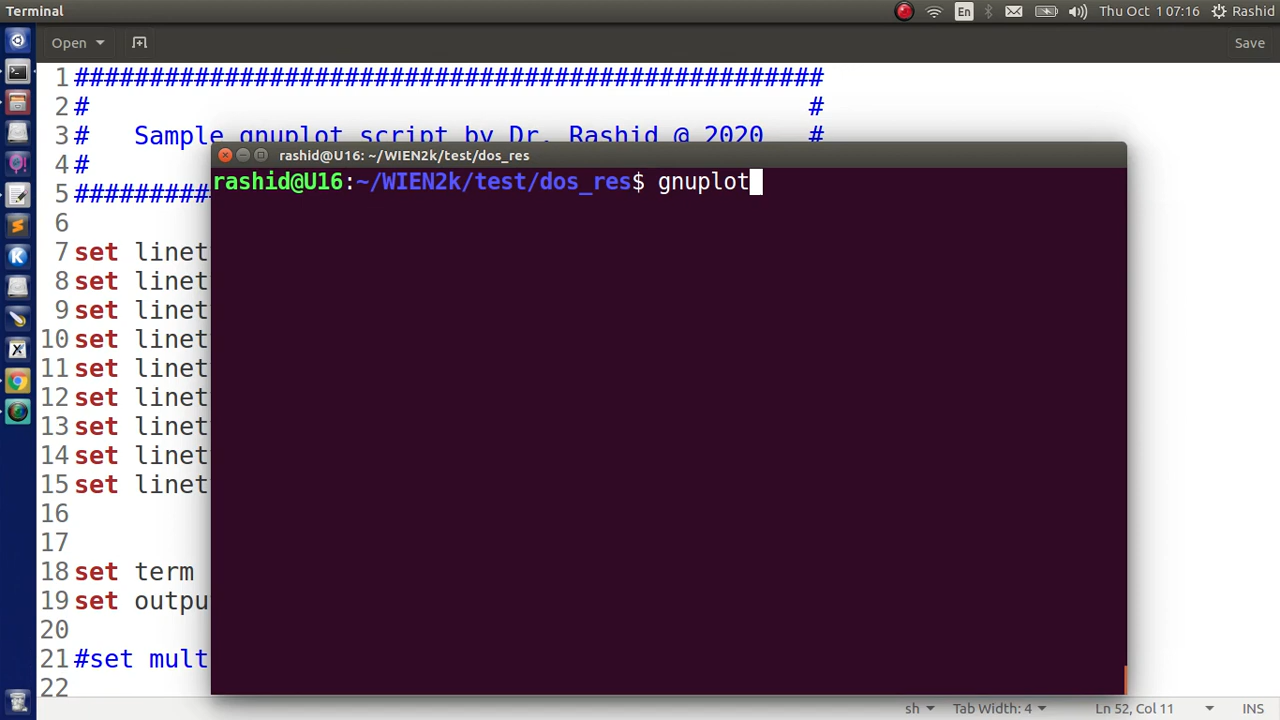 Terminal
En
Thu Oct 1 07:16
Rashid
Open
Save
1 ##################################################
2 # #
3 # Sample gnuplot script by Dr. Rashid @ 2020 #
4 #
5 #########
6
7 set linet
8 set linet
9 set linet
10 set linet
11 set linet
12 set linet
13 set linet
14 set linet
15 set linet
16
17
18 set term
19 set outpu
20
21 #set mult
22
rashid@U16: ~/WIEN2k/test/dos_res
rashid@U16:~/WIEN2k/test/dos_res$ gnuplot
sh
Tab Width: 4
Ln 52, Col 11
INS